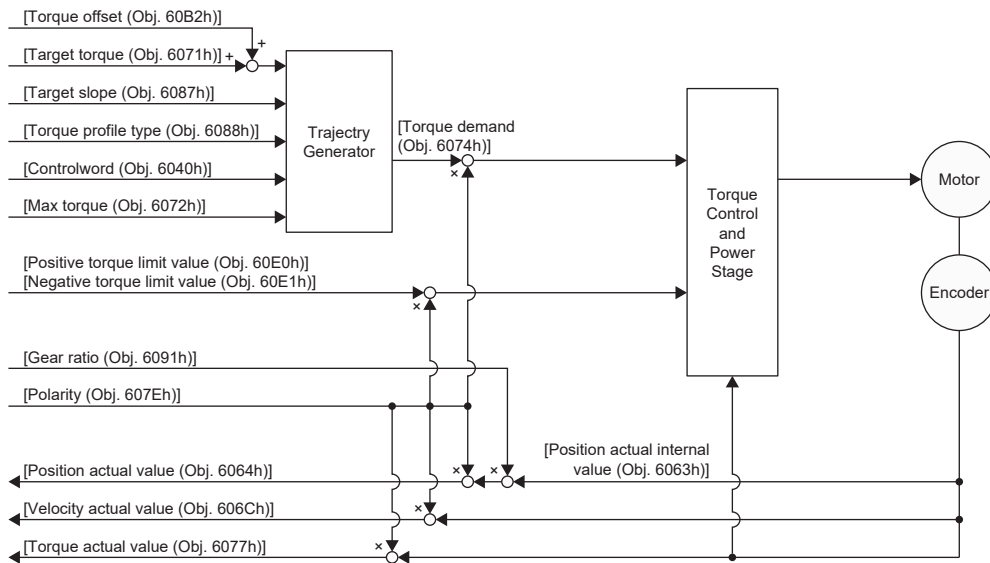 [Torque offset (Obj. 60B2h)]
+
[Target torque (Obj. 6071h)]
+
[Target slope (Obj. 6087h)]
[Torque profile type (Obj. 6088h)]
[Controlword (Obj. 6040h)]
[Max torque (Obj. 6072h)]
Trajectry
Generator
[Torque demand
(Obj. 6074h)]
×
Torque
Control
and
Power
Stage
Motor
Encoder
[Positive torque limit value (Obj. 60E0h)]
[Negative torque limit value (Obj. 60E1h)]
×
[Gear ratio (Obj. 6091h)]
[Polarity (Obj. 607Eh)]
[Position actual internal
value (Obj. 6063h)]
[Position actual value (Obj. 6064h)]
×
×
[Velocity actual value (Obj. 606Ch)]
×
[Torque actual value (Obj. 6077h)]
×